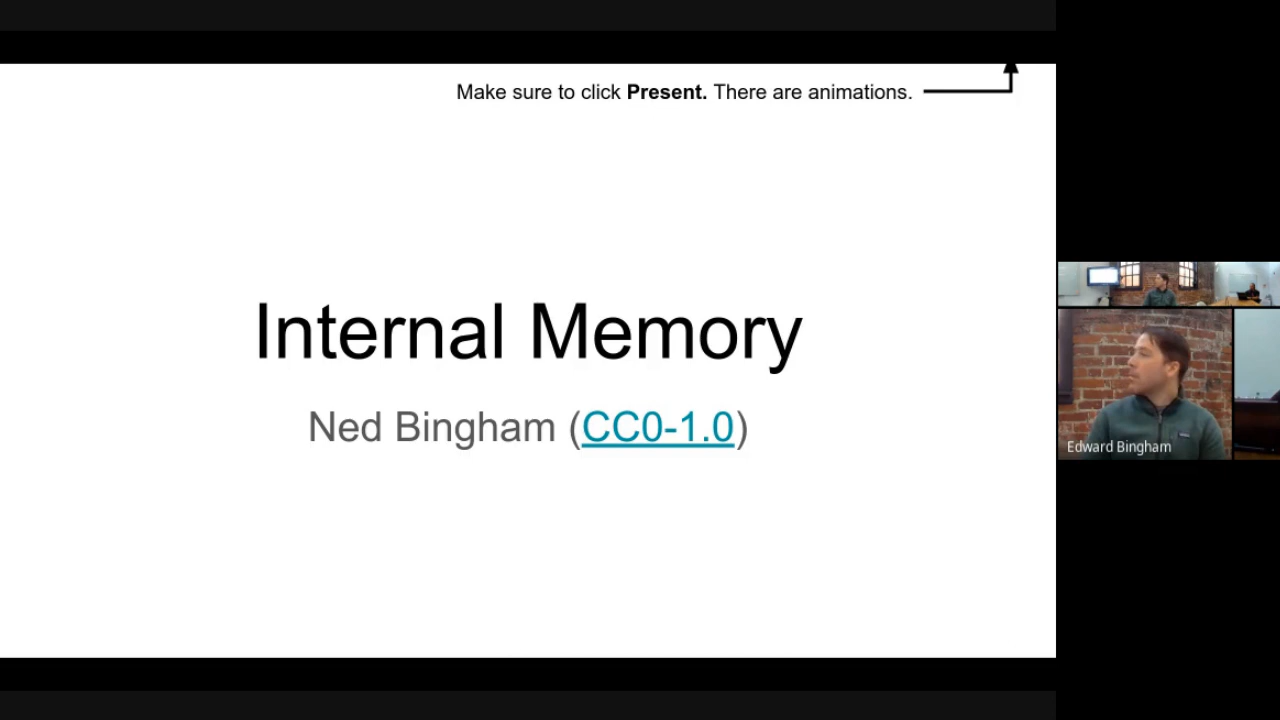 Make sure to click Present. There are animations.
Internal Memory
Ned Bingham (CC0-1.0)
Edward Bingham